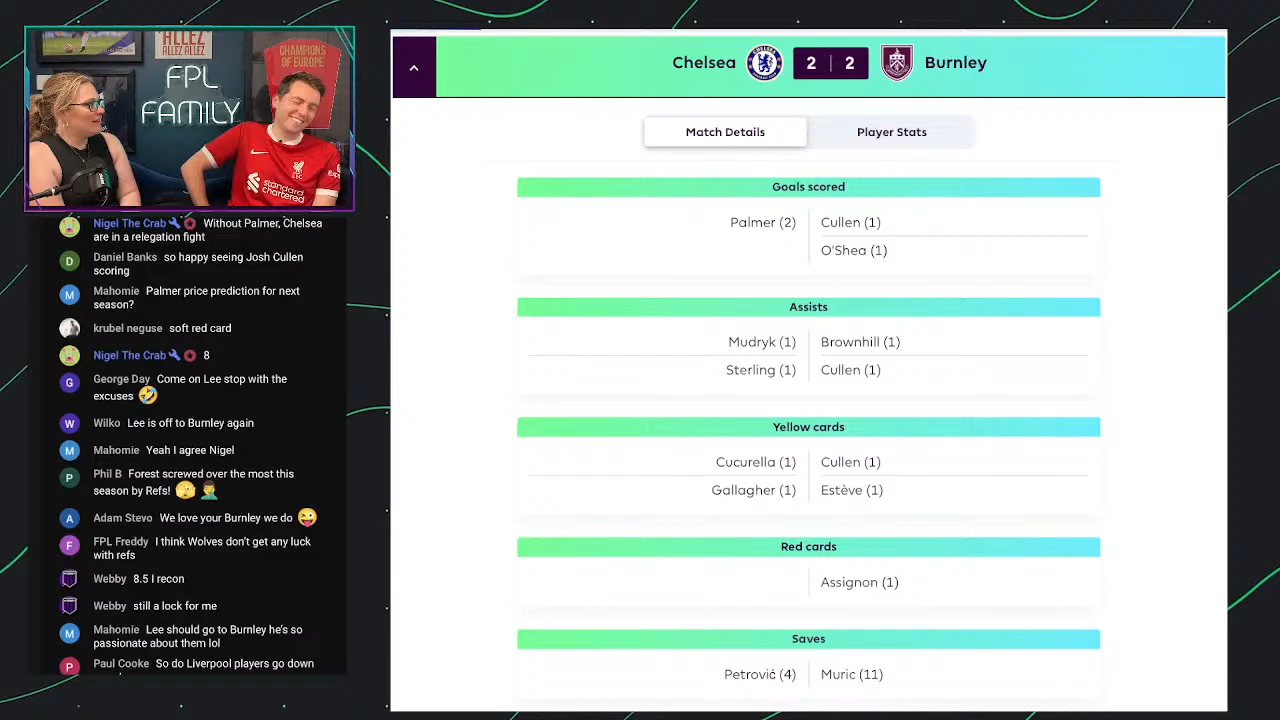 ALLEZ
ALLEZ ALLEZ
CHAMPIONS
OF EUROPE
FPL
FAMILY
standard
chartered
Nigel The Crab Without Palmer, Chelsea
are in a relegation fight
Daniel Banks so happy seeing Josh Cullen
scoring
Mahomie Palmer price prediction for next
season?
krubel neguse soft red card
Nigel The Crab 8
George Day Come on Lee stop with the
excuses 🤣
Wilko Lee is off to Burnley again
Mahomie Yeah I agree Nigel
Phil B Forest screwed over the most this
season by Refs! 🫣🤦‍♂️
Adam Stevo We love your Burnley we do 😜
FPL Freddy I think Wolves don't get any luck
with refs
Webby 8.5 I recon
Webby still a lock for me
Mahomie Lee should go to Burnley he's so
passionate about them lol
Paul Cooke So do Liverpool players go down
Chelsea 2 | 2 Burnley
Match Details Player Stats
Goals scored
Palmer (2) Cullen (1)
O'Shea (1)
Assists
Mudryk (1) Brownhill (1)
Sterling (1) Cullen (1)
Yellow cards
Cucurella (1) Cullen (1)
Gallagher (1) Estève (1)
Red cards
Assignon (1)
Saves
Petrović (4) Muric (11)